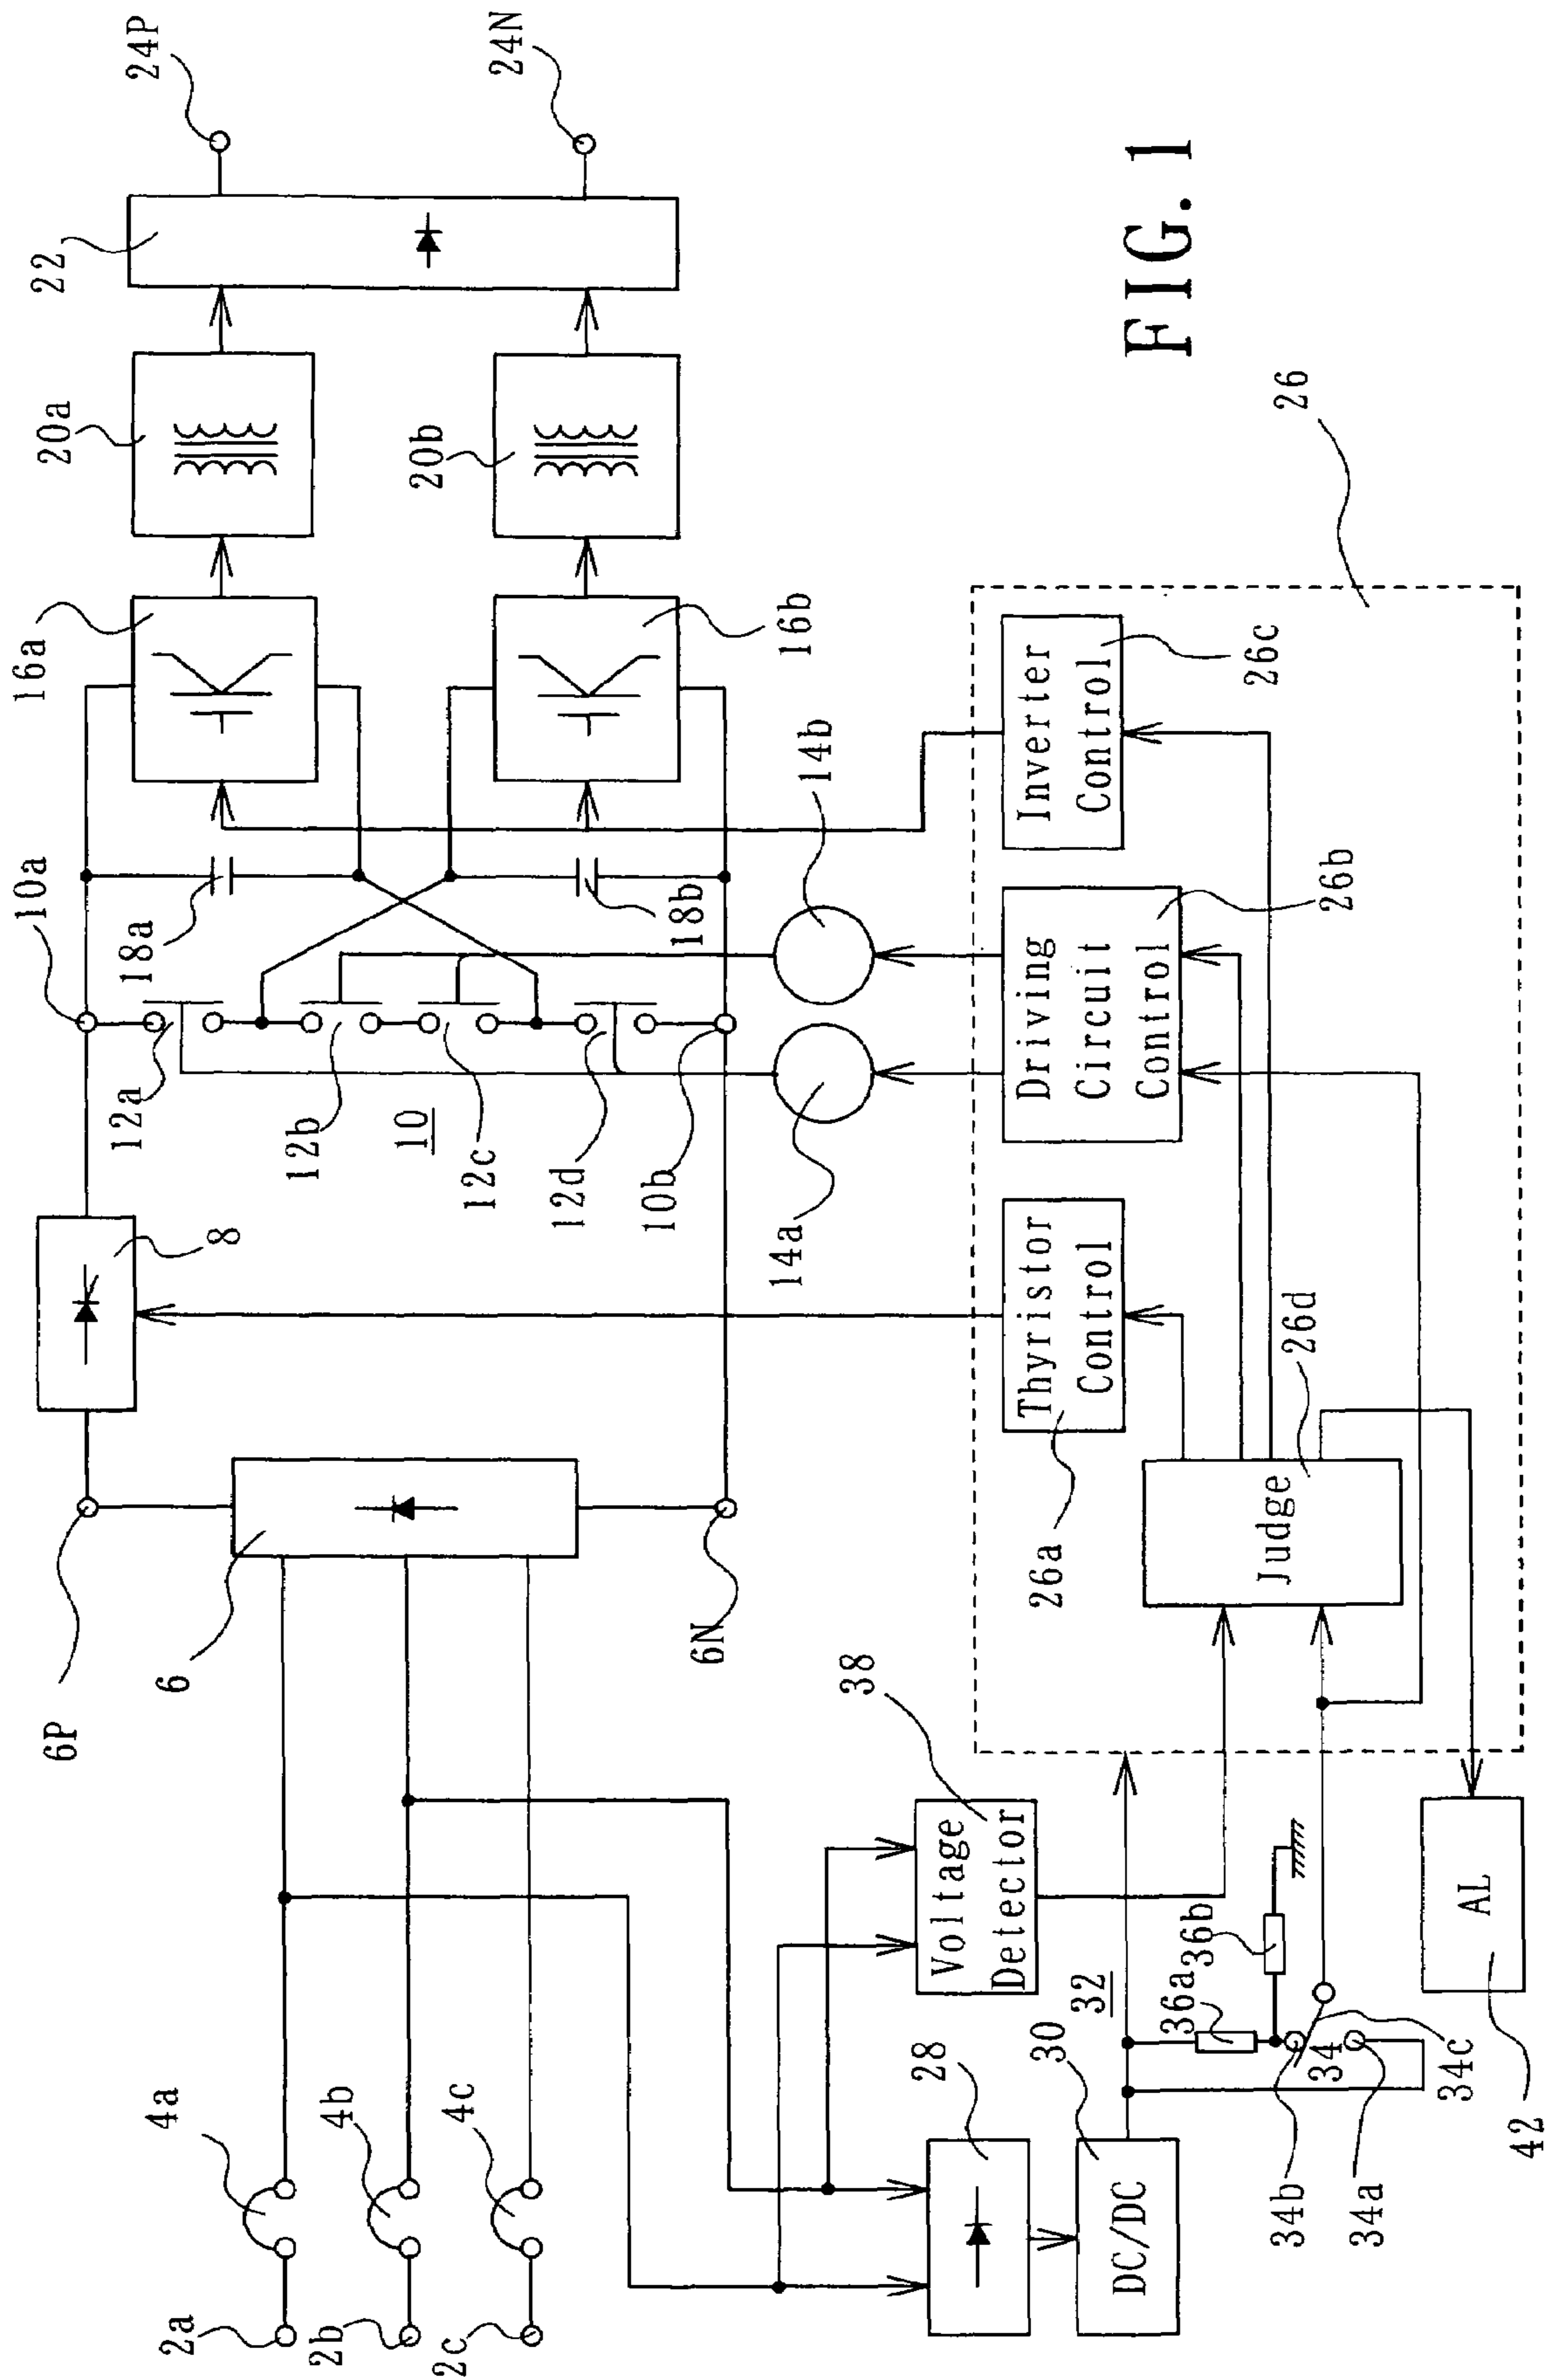 FIG. 1
24P
24N
22
20a
20b
16a
16b
10a
18a
18b
14b
12a
12b
10
12c
12d
10b
14a
8
6P
6
6N
26
Inverter
Control
26c
Driving
Circuit
Control
26b
Thyristor
Control
26a
Judge
26d
38
Voltage
Detector
4a
4b
4c
2a
2b
2c
28
30
DC/DC
32
36a
36b
34
34b
34a
34c
AL
42